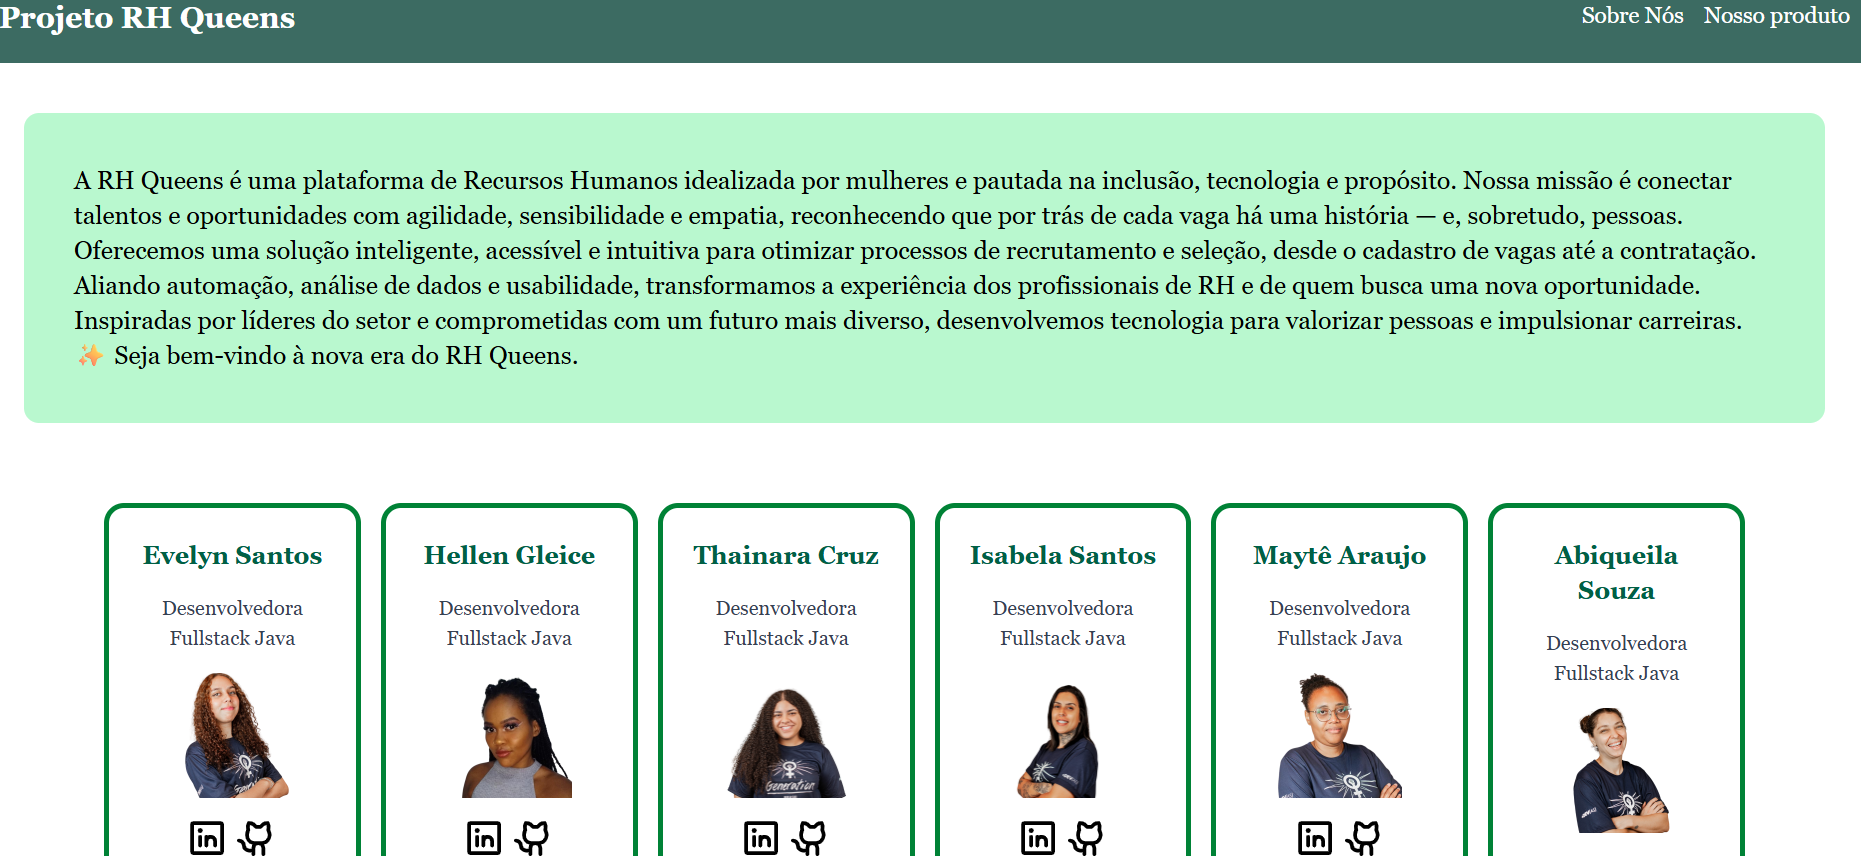 Projeto RH Queens
Sobre Nós Nosso produto
A RH Queens é uma plataforma de Recursos Humanos idealizada por mulheres e pautada na inclusão, tecnologia e propósito. Nossa missão é conectar
talentos e oportunidades com agilidade, sensibilidade e empatia, reconhecendo que por trás de cada vaga há uma história — e, sobretudo, pessoas.
Oferecemos uma solução inteligente, acessível e intuitiva para otimizar processos de recrutamento e seleção, desde o cadastro de vagas até a contratação.
Aliando automação, análise de dados e usabilidade, transformamos a experiência dos profissionais de RH e de quem busca uma nova oportunidade.
Inspiradas por líderes do setor e comprometidas com um futuro mais diverso, desenvolvemos tecnologia para valorizar pessoas e impulsionar carreiras.
✨ Seja bem-vindo à nova era do RH Queens.
Evelyn Santos
Desenvolvedora
Fullstack Java
Generation
in
Hellen Gleice
Desenvolvedora
Fullstack Java
in
Thainara Cruz
Desenvolvedora
Fullstack Java
Generation
in
Isabela Santos
Desenvolvedora
Fullstack Java
in
Maytê Araujo
Desenvolvedora
Fullstack Java
in
Abiqueila
Souza
Desenvolvedora
Fullstack Java